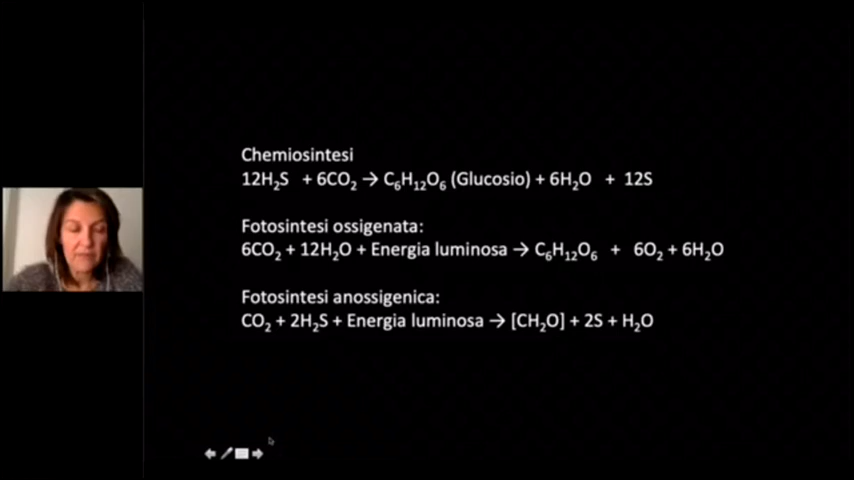 Chemiosintesi
12H₂S + 6CO₂ → C₆H₁₂O₆ (Glucosio) + 6H₂O + 12S
Fotosintesi ossigenata:
6CO₂ + 12H₂O + Energia luminosa → C₆H₁₂O₆ + 6O₂ + 6H₂O
Fotosintesi anossigenica:
CO₂ + 2H₂S + Energia luminosa → [CH₂O] + 2S + H₂O